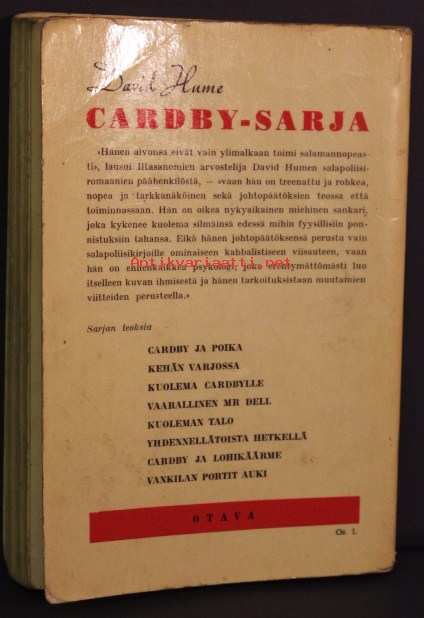 David Hume
CARDBY-SARJA
»Hänen aivonsa eivät vain ylimalkaan toimi salamannopeas-
ti», lausui Iltasanomien arvostelija David Humen salapoliisi-
romaanien päähenkilöstä, — »vaan hän on treenattu ja rohkea,
nopea ja tarkkanäköinen sekä johtopäätöksien teossa että
toiminnassaan. Hän on oikea nykyaikainen miehinen sankari,
joka kykenee kuolema silmäinsä edessä mihin fyysillisiin pon-
nistuksiin tahansa. Eikä hänen johtopäätöksensä perustu vain
salapoliisikirjoille ominaiseen kabbalistiseen viisauteen, vaan
hän on ennenkaikkea psykologi, joka erehtymättömästi luo
Antikvariaatti.net
itselleen kuvan ihmisestä ja hänen tarkoituksistaan muutamien
viitteiden perusteella.»
Sarjan teoksia
CARDBY JA POIKA
KEHÄN VARJOSSA
KUOLEMA CARDBYLLE
VAARALLINEN MR DELL
KUOLEMAN TALO
YHDENNELLÄTOISTA HETKELLÄ
CARDBY JA LOHIKÄÄRME
VANKILAN PORTIT AUKI
OTAVA